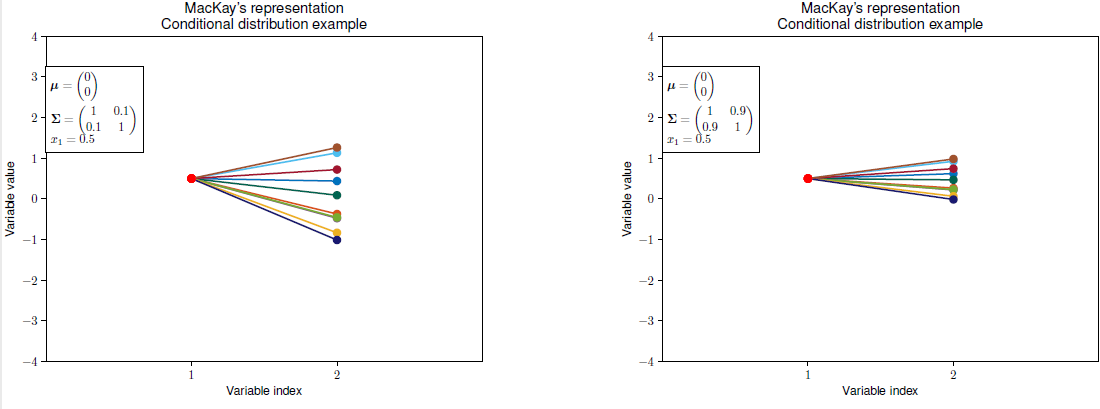 MacKay's representation
Conditional distribution example
4
3
2
1
0
−1
−2
−3
−4
Variable value
μ = (0
0)
Σ = (1 0.1
0.1 1)
x₁ = 0.5
1 2
Variable index
MacKay's representation
Conditional distribution example
4
3
2
1
0
−1
−2
−3
−4
Variable value
μ = (0
0)
Σ = (1 0.9
0.9 1)
x₁ = 0.5
1 2
Variable index